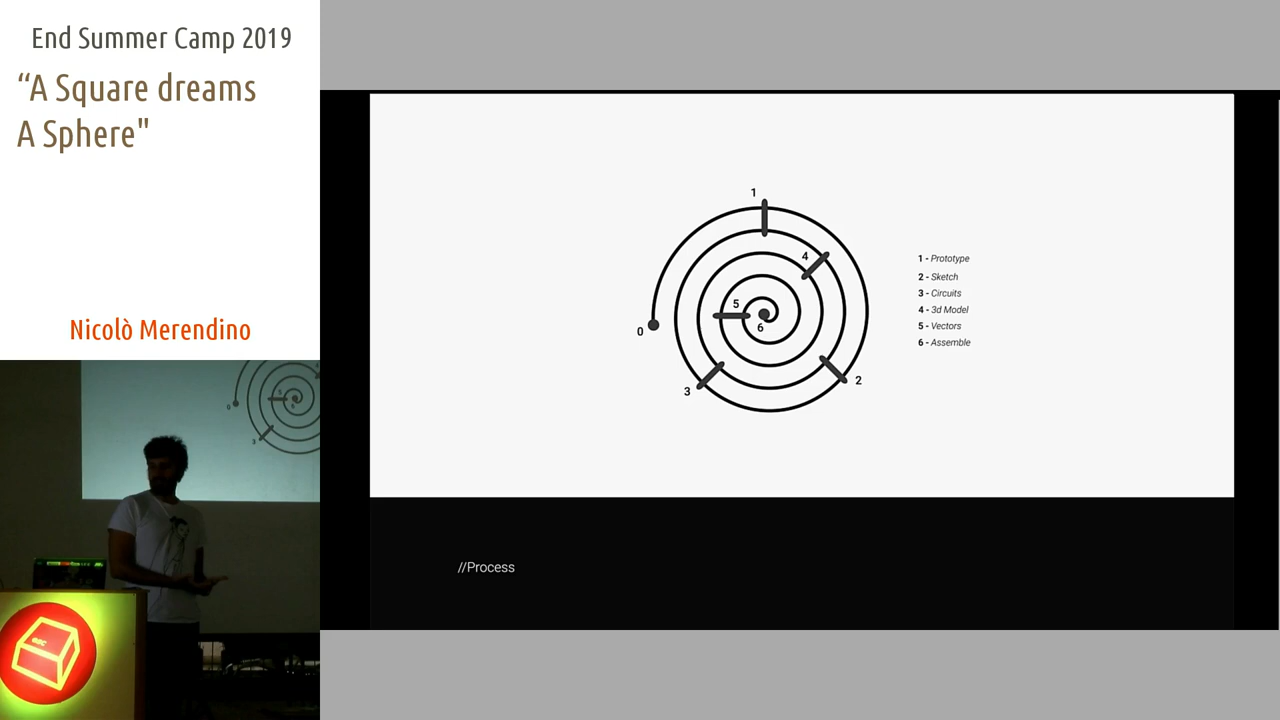 End Summer Camp 2019
“A Square dreams
A Sphere"
Nicolò Merendino
1
4
5
6
0
3
2
1 - Prototype
2 - Sketch
3 - Circuits
4 - 3d Model
5 - Vectors
6 - Assemble
//Process